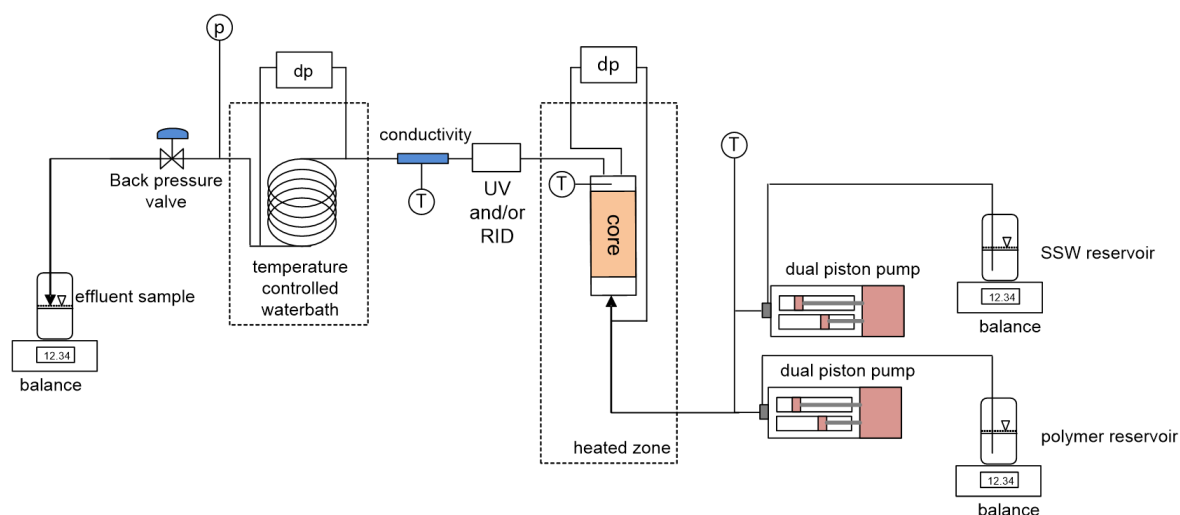 p
dp
dp
conductivity
T
T
T
Back pressure
valve
UV
and/or
RID
core
SSW reservoir
dual piston pump
temperature
controlled
waterbath
effluent sample
12.34
balance
12.34
balance
dual piston pump
heated zone
polymer reservoir
12.34
balance